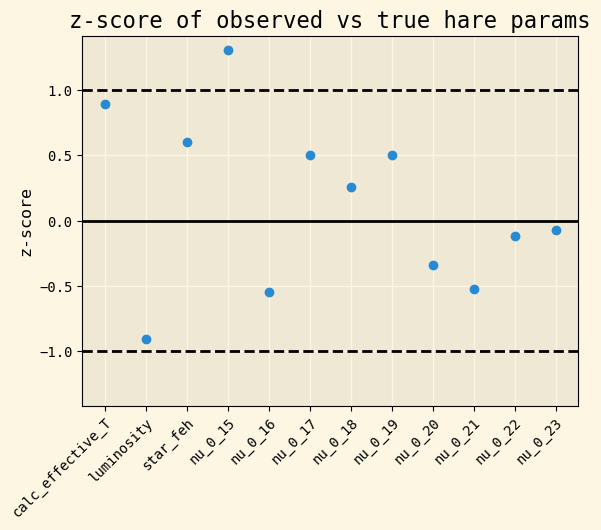 z-score of observed vs true hare params
z-score
1.0
0.5
0.0
−0.5
−1.0
calc_effective_T
luminosity
star_feh
nu_0_15
nu_0_16
nu_0_17
nu_0_18
nu_0_19
nu_0_20
nu_0_21
nu_0_22
nu_0_23